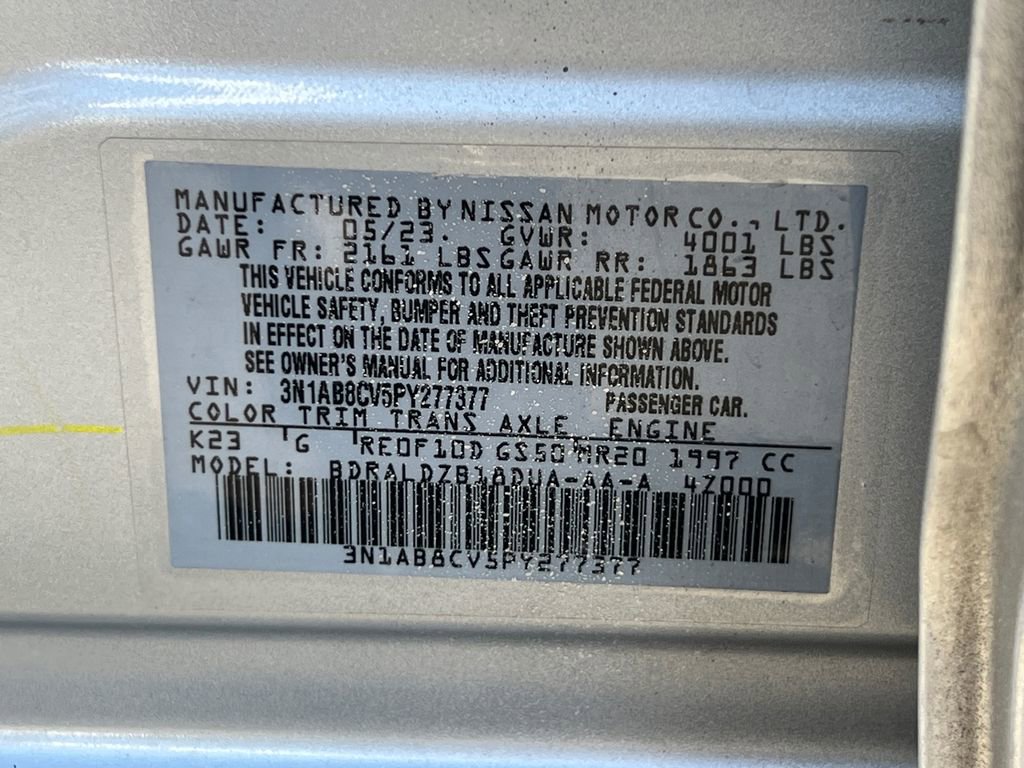 MANUFACTURED BY NISSAN MOTOR CO., LTD.
DATE: 05/23. GVWR: 4001 LBS
GAWR FR: 2161 LBS GAWR RR: 1863 LBS
THIS VEHICLE CONFORMS TO ALL APPLICABLE FEDERAL MOTOR
VEHICLE SAFETY, BUMPER AND THEFT PREVENTION STANDARDS
IN EFFECT ON THE DATE OF MANUFACTURE SHOWN ABOVE.
SEE OWNER'S MANUAL FOR ADDITIONAL INFORMATION.
VIN: 3N1AB8CV5PY277377 PASSENGER CAR.
COLOR TRIM TRANS AXLE ENGINE
K23 G RE0F10D GS50 MR20 1997 CC
MODEL: BDRALDZB18DUA-AA-A 4Z000
3N1AB8CV5PY277377